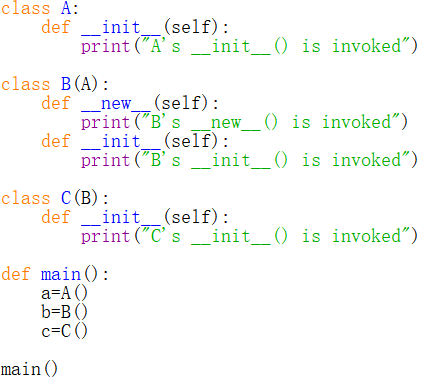 class A:
    def __init__(self):
        print("A's __init__() is invoked")

class B(A):
    def __new__(self):
        print("B's __new__() is invoked")
    def __init__(self):
        print("B's __init__() is invoked")

class C(B):
    def __init__(self):
        print("C's __init__() is invoked")

def main():
    a=A()
    b=B()
    c=C()

main()